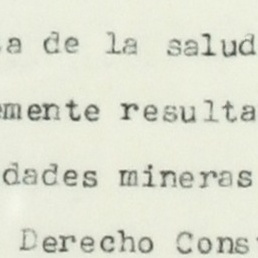 a de la salud
emente resulta
dades mineras
Derecho Cons